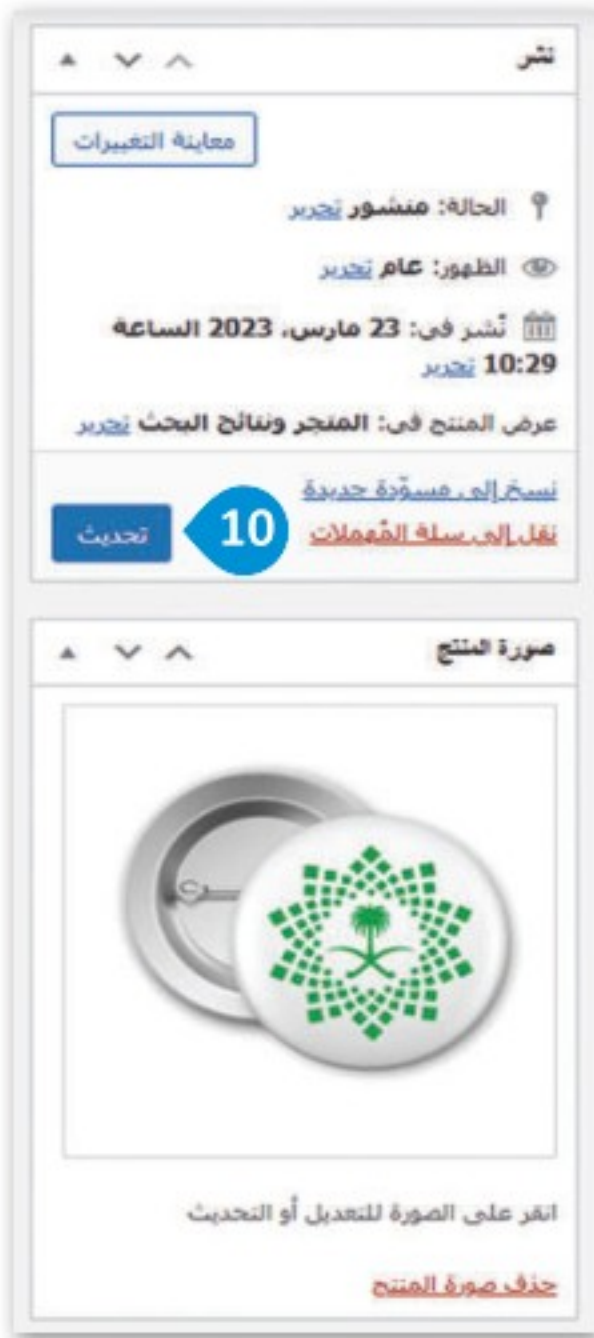 نشر
معاينة التغييرات
الحالة: منشور تحرير
الظهور: عام تحرير
نُشر في: 23 مارس، 2023 الساعة
10:29 تحرير
عرض المنتج في: المتجر ونتائج البحث تحرير
نسخ إلى مسوّدة جديدة
نقل إلى سلة المُهملات
10
تحديث
صورة المنتج
انقر على الصورة للتعديل أو التحديث
حذف صورة المنتج